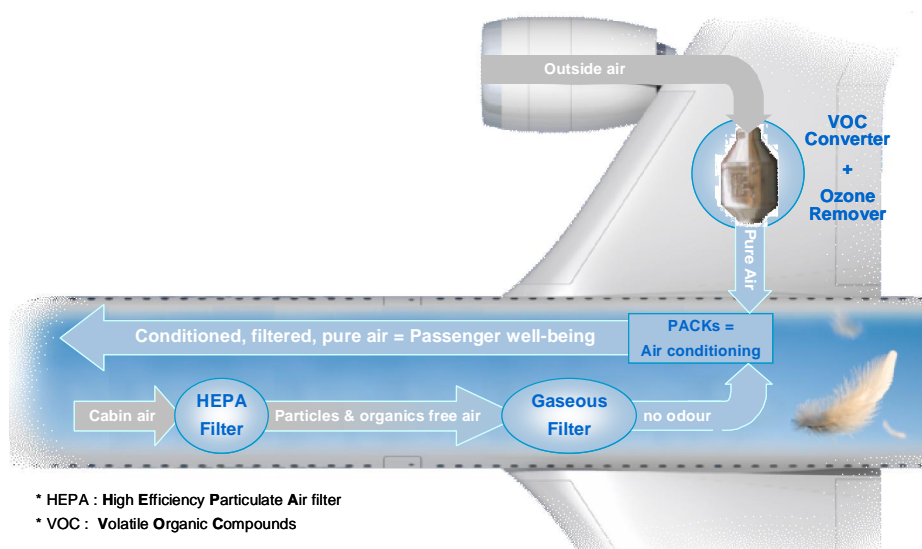 Outside air
VOC
Converter
+
Ozone
Remover
Pure Air
PACKs =
Air conditioning
Conditioned, filtered, pure air = Passenger well-being
Cabin air
HEPA
Filter
Particles & organics free air
Gaseous
Filter
no odour
* HEPA : High Efficiency Particulate Air filter
* VOC : Volatile Organic Compounds